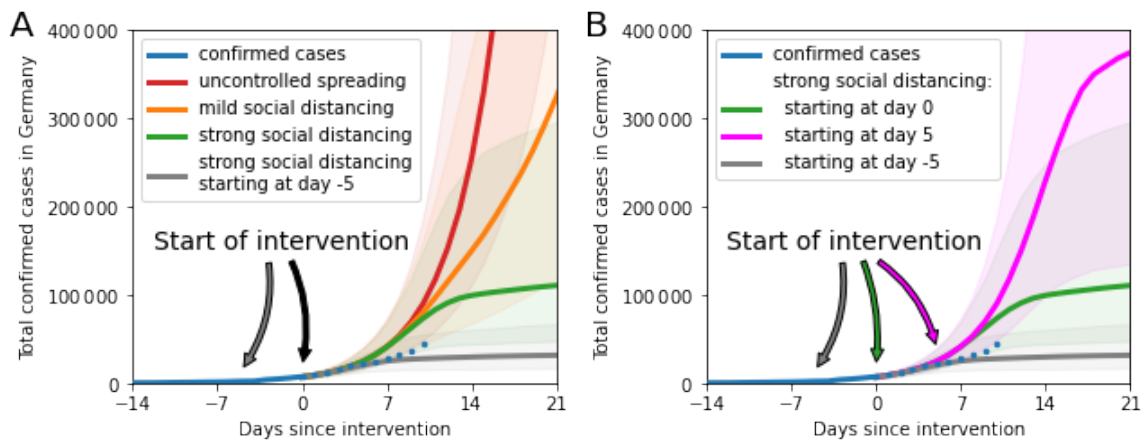 A
Total confirmed cases in Germany
400 000
300 000
200 000
100 000
0
confirmed cases
uncontrolled spreading
mild social distancing
strong social distancing
strong social distancing
starting at day -5
Start of intervention
−14
−7
0
7
14
21
Days since intervention
B
Total confirmed cases in Germany
400 000
300 000
200 000
100 000
0
confirmed cases
strong social distancing:
starting at day 0
starting at day 5
starting at day -5
Start of intervention
−14
−7
0
7
14
21
Days since intervention